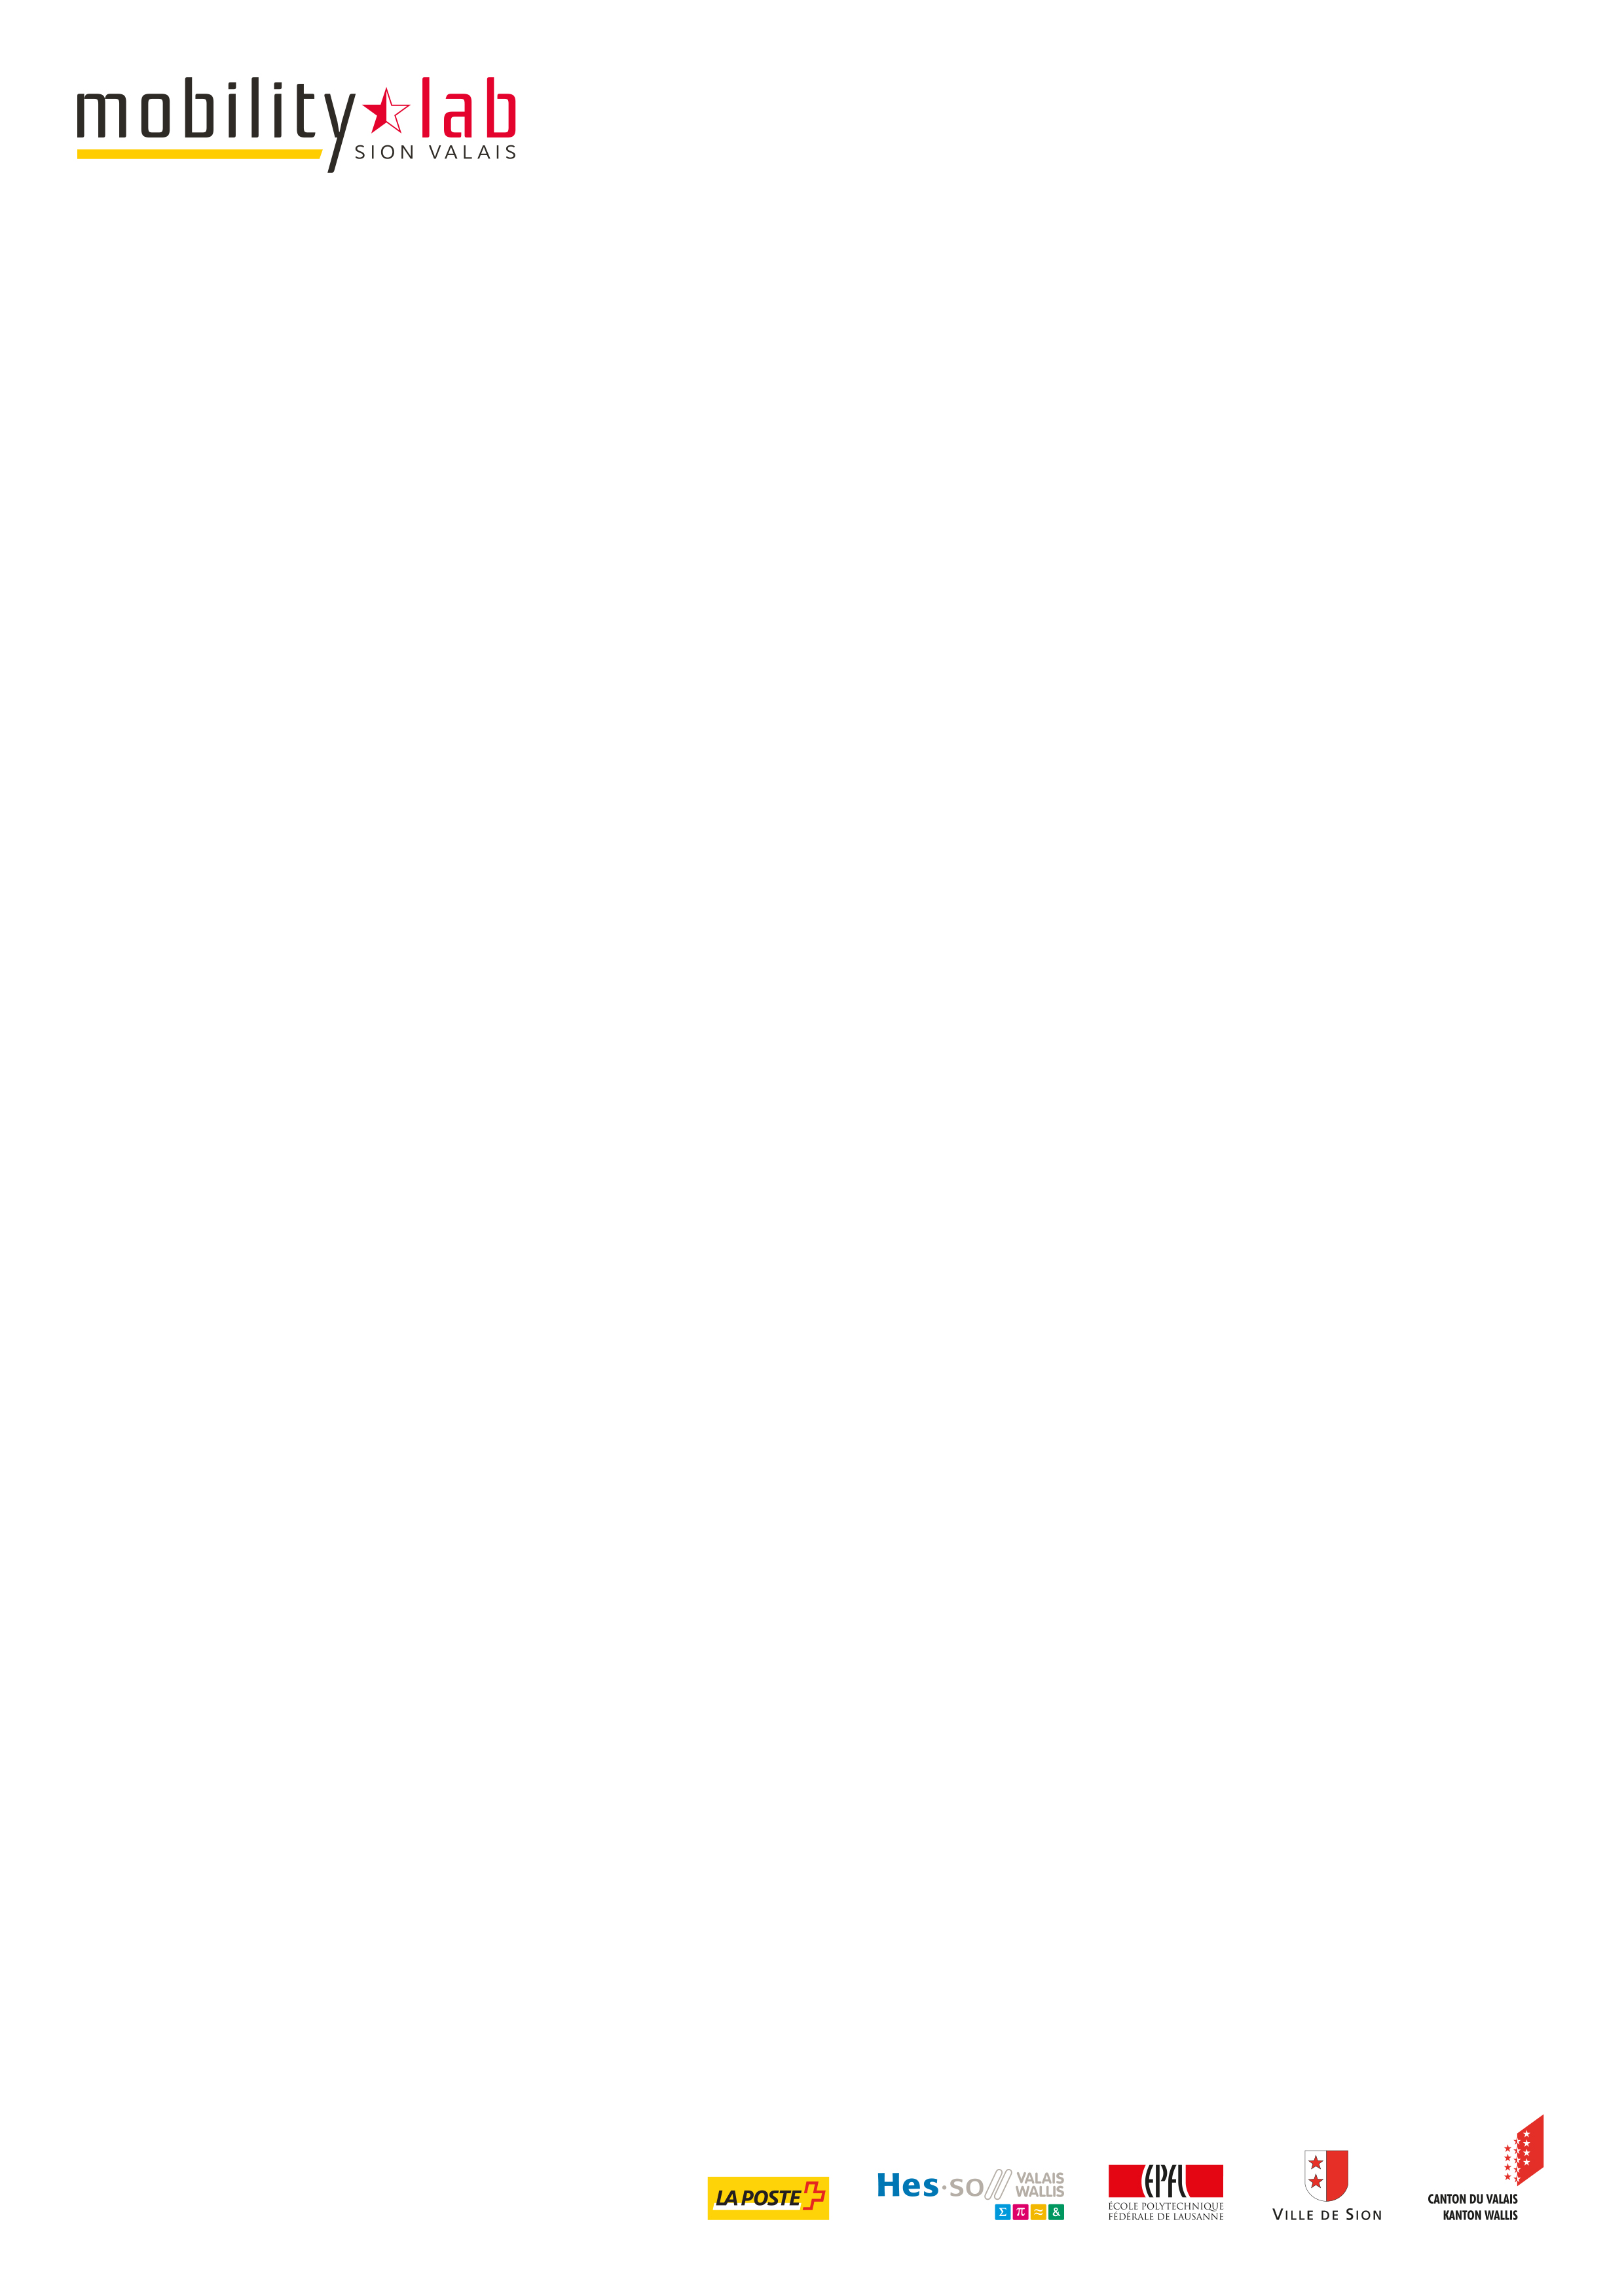 mobility lab
SION VALAIS
LA POSTE
Hes·so VALAIS
WALLIS
Σ π ≈ &
EPFL
ÉCOLE POLYTECHNIQUE
FÉDÉRALE DE LAUSANNE
VILLE DE SION
CANTON DU VALAIS
KANTON WALLIS